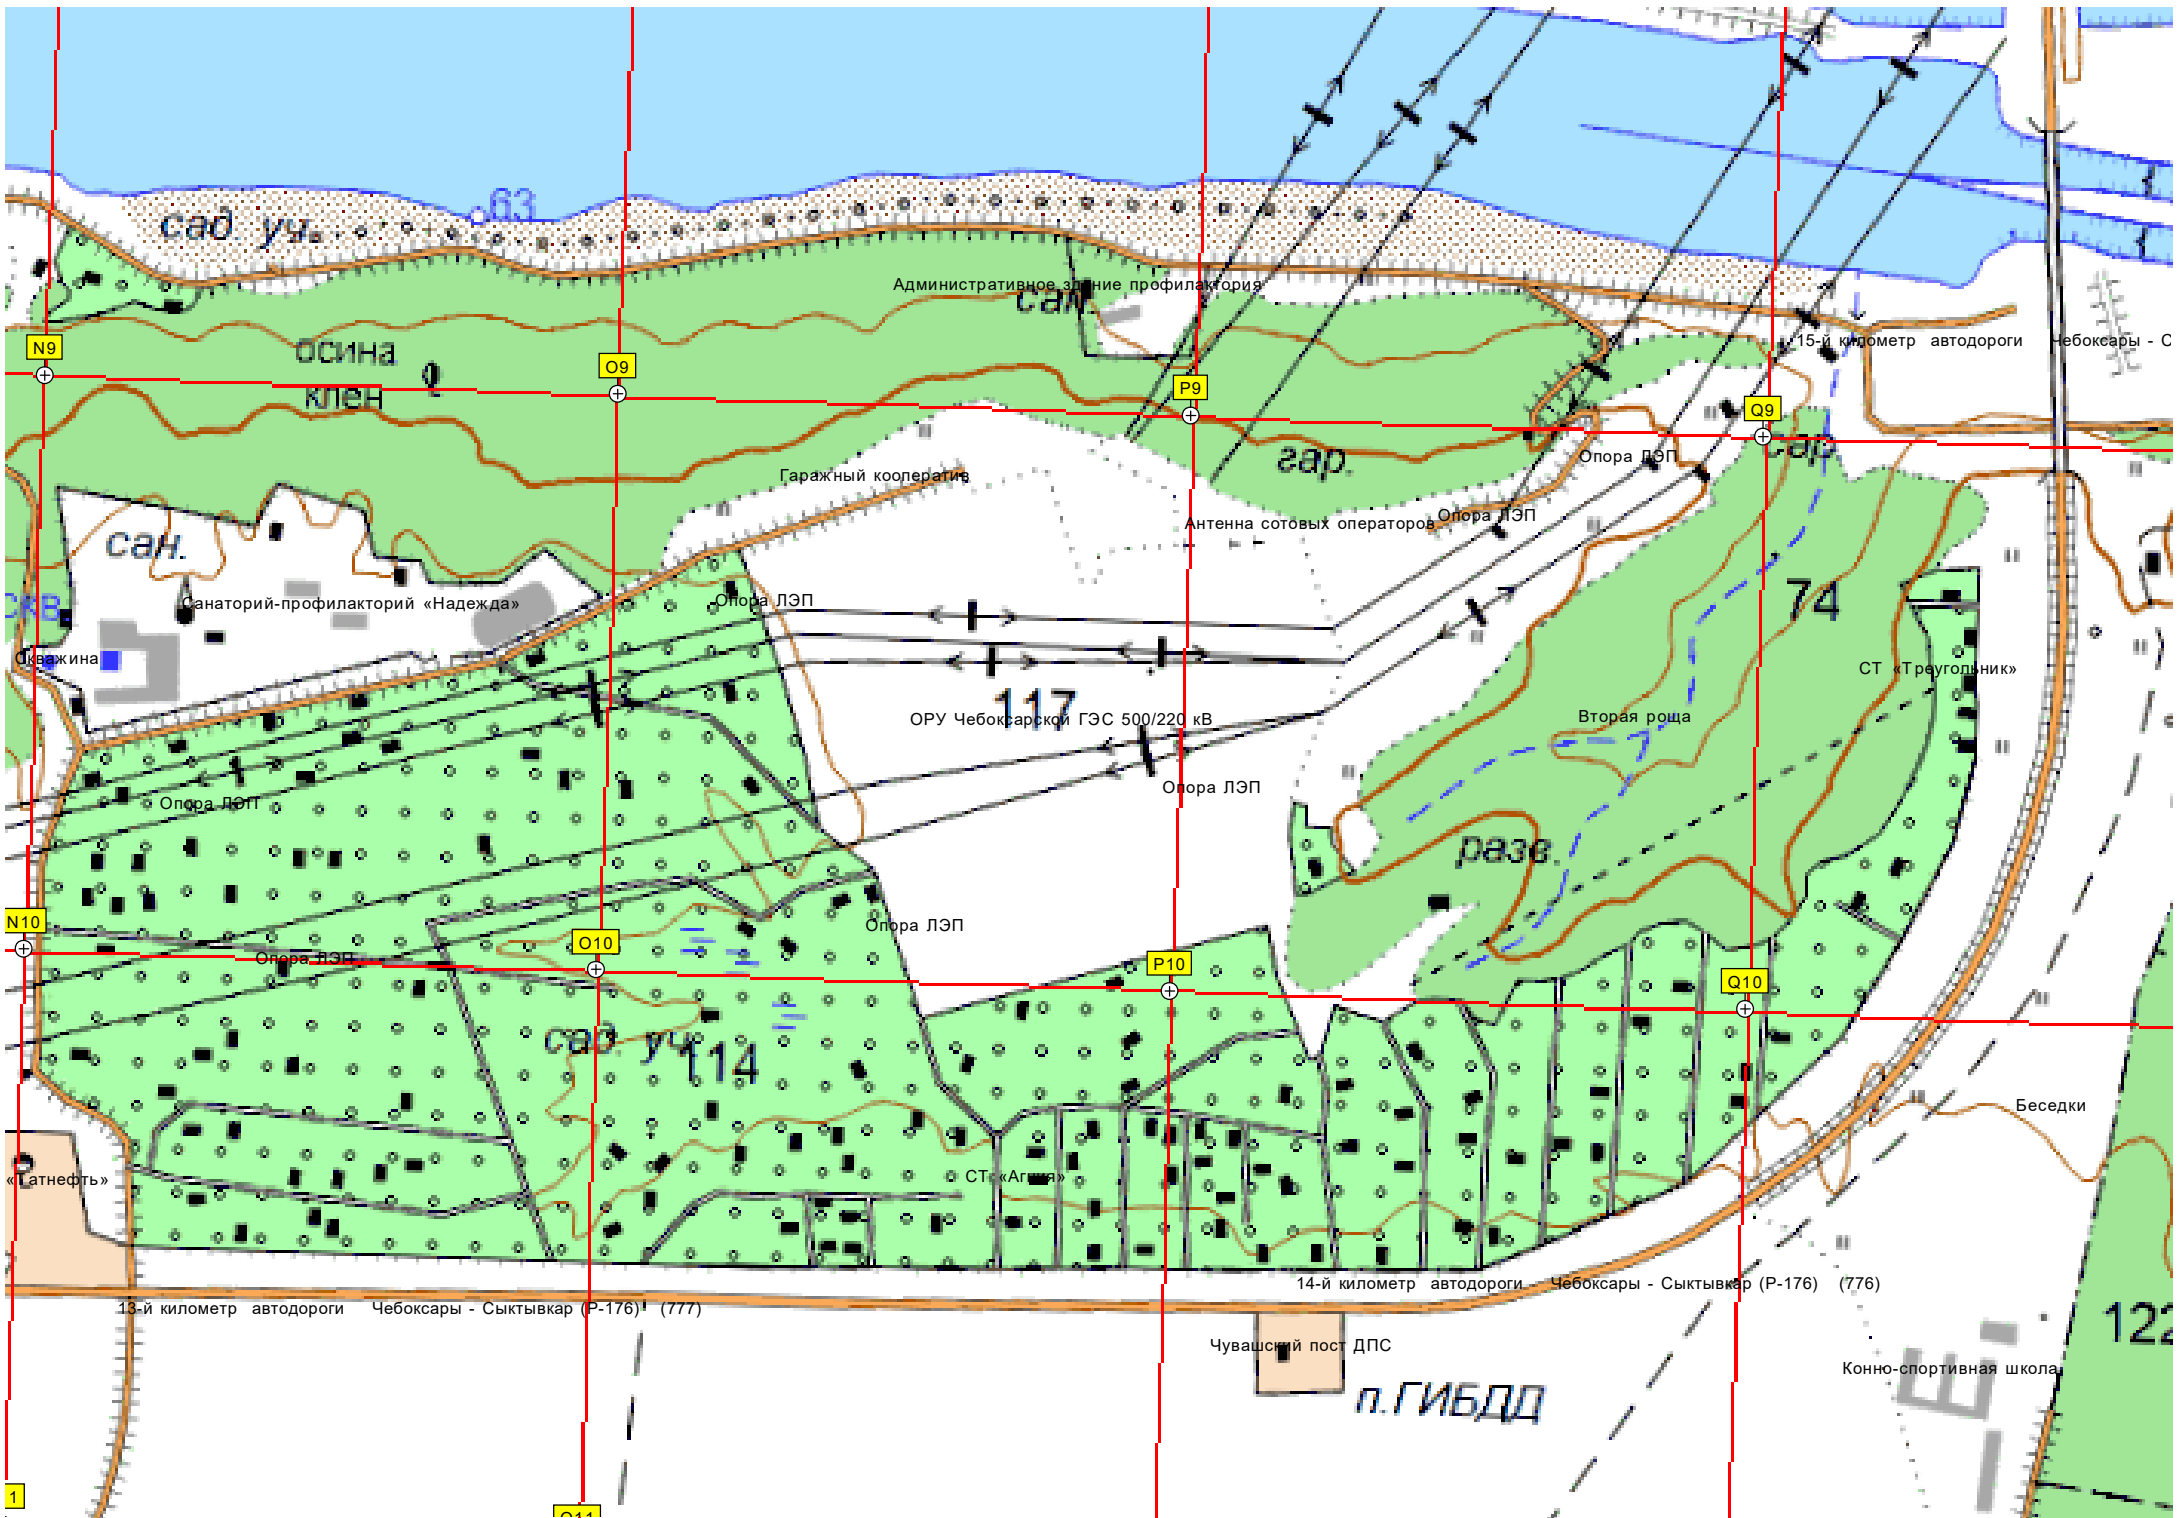 63
сад уч.
Административное здание профилактория
сан.
15-й километр автодороги Чебоксары - С
N9
осина
O9
клен
P9
Q9
сар
гар.
Опора ЛЭП
Гаражный кооператив
Антенна сотовых операторов
Опора ЛЭП
сан.
Санаторий-профилакторий «Надежда»
Опора ЛЭП
74
скв.
Скважина
СТ «Треугольник»
117
ОРУ Чебоксарской ГЭС 500/220 кВ
Вторая роща
Опора ЛЭП
Опора ЛЭП
разв.
N10
Опора ЛЭП
O10
Опора ЛЭП
P10
Q10
сад. уч.
114
Беседки
«Татнефть»
СТ «Агния»
14-й километр автодороги Чебоксары - Сыктывкар (Р-176) (776)
13-й километр автодороги Чебоксары - Сыктывкар (Р-176) (777)
122
Чувашский пост ДПС
Конно-спортивная школа
п.ГИБДД
1
O11